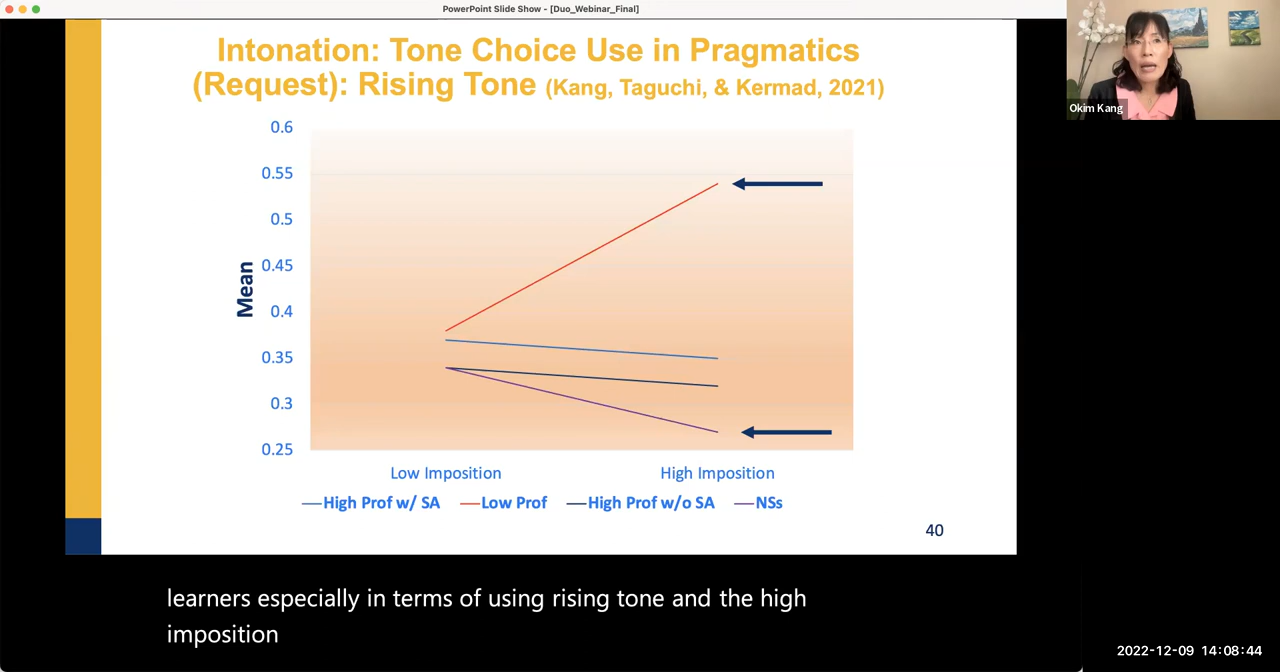 PowerPoint Slide Show - [Duo_Webinar_Final]
Intonation: Tone Choice Use in Pragmatics
(Request): Rising Tone (Kang, Taguchi, & Kermad, 2021)
Okim Kang
0.6
0.55
0.5
0.45
0.4
0.35
0.3
0.25
Mean
Low Imposition High Imposition
High Prof w/ SA Low Prof High Prof w/o SA NSs
40
learners especially in terms of using rising tone and the high
imposition
2022-12-09 14:08:44